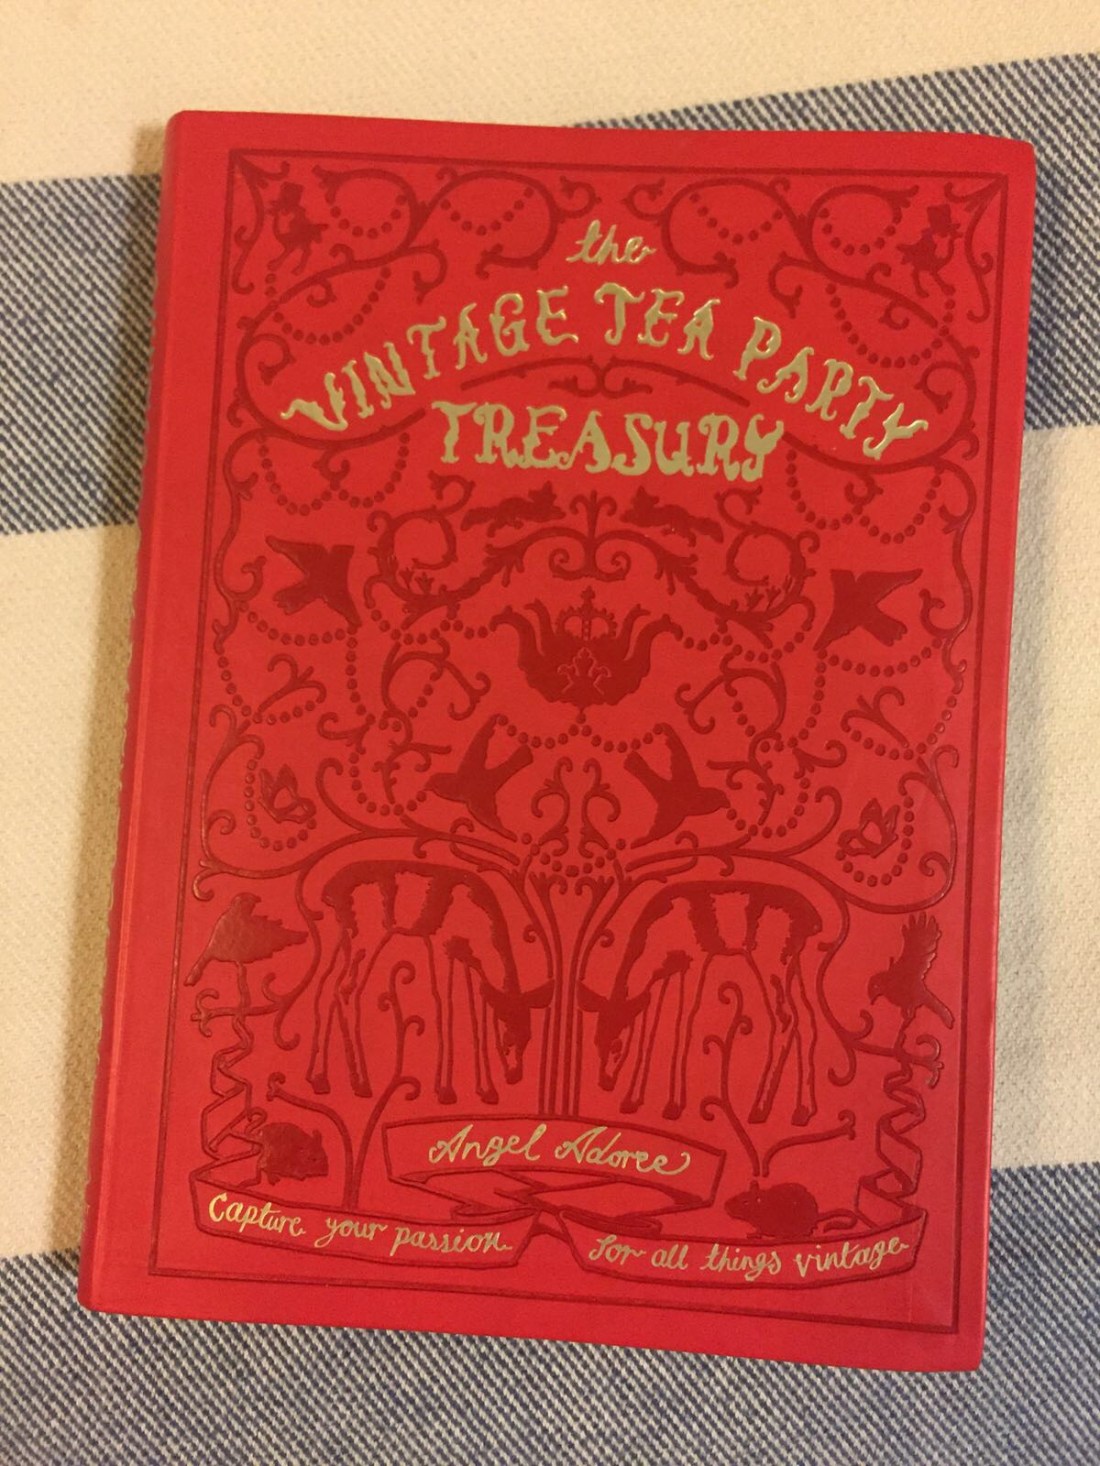 the
VINTAGE TEA PARTY
TREASURY
Angel Adoree
Capture your passion
for all things vintage